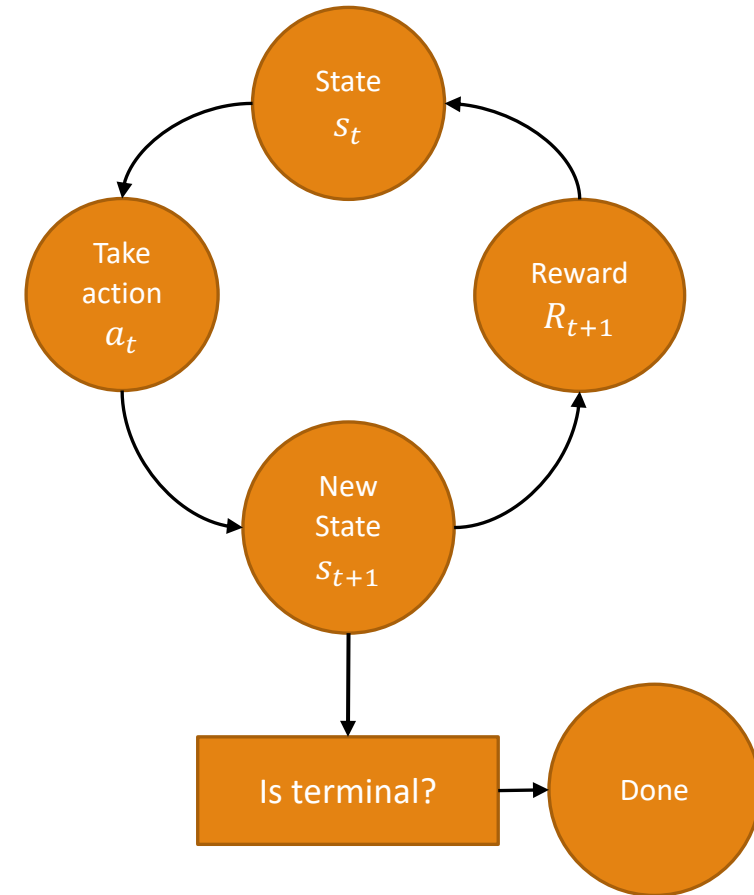 State
s_t
Take
action
a_t
Reward
R_{t+1}
New
State
s_{t+1}
Is terminal?
Done